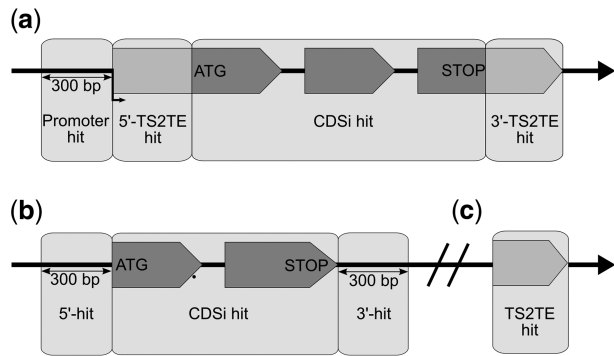 (a)
ATG
STOP
300 bp
Promoter
hit
5'-TS2TE
hit
CDSi hit
3'-TS2TE
hit
(b)
(c)
ATG
STOP
300 bp
300 bp
5'-hit
CDSi hit
3'-hit
TS2TE
hit